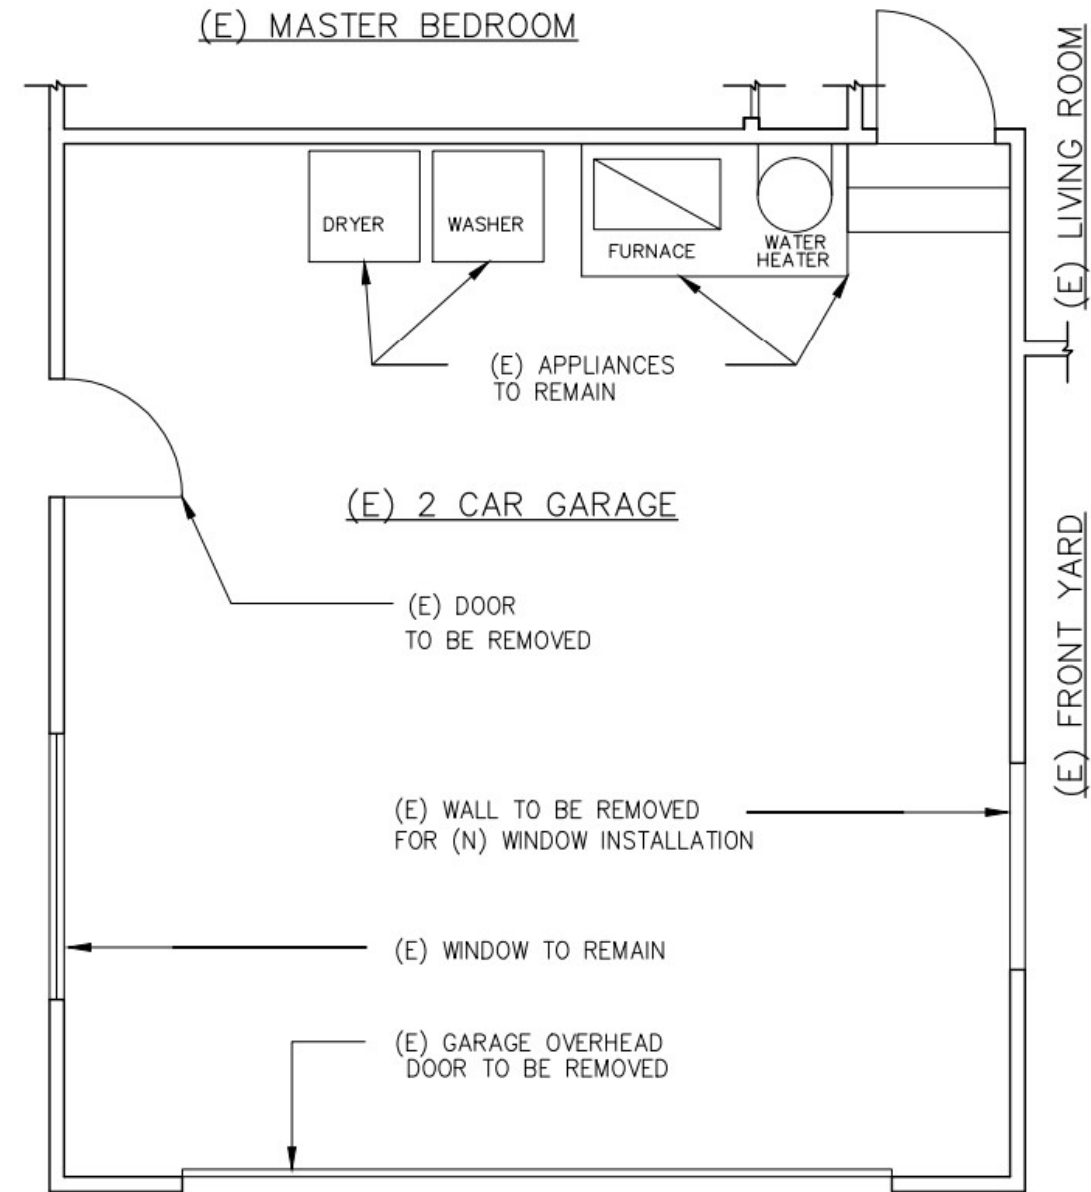 (E) MASTER BEDROOM
(E) LIVING ROOM
DRYER
WASHER
FURNACE
WATER
HEATER
(E) APPLIANCES
TO REMAIN
(E) 2 CAR GARAGE
(E) FRONT YARD
(E) DOOR
TO BE REMOVED
(E) WALL TO BE REMOVED
FOR (N) WINDOW INSTALLATION
(E) WINDOW TO REMAIN
(E) GARAGE OVERHEAD
DOOR TO BE REMOVED